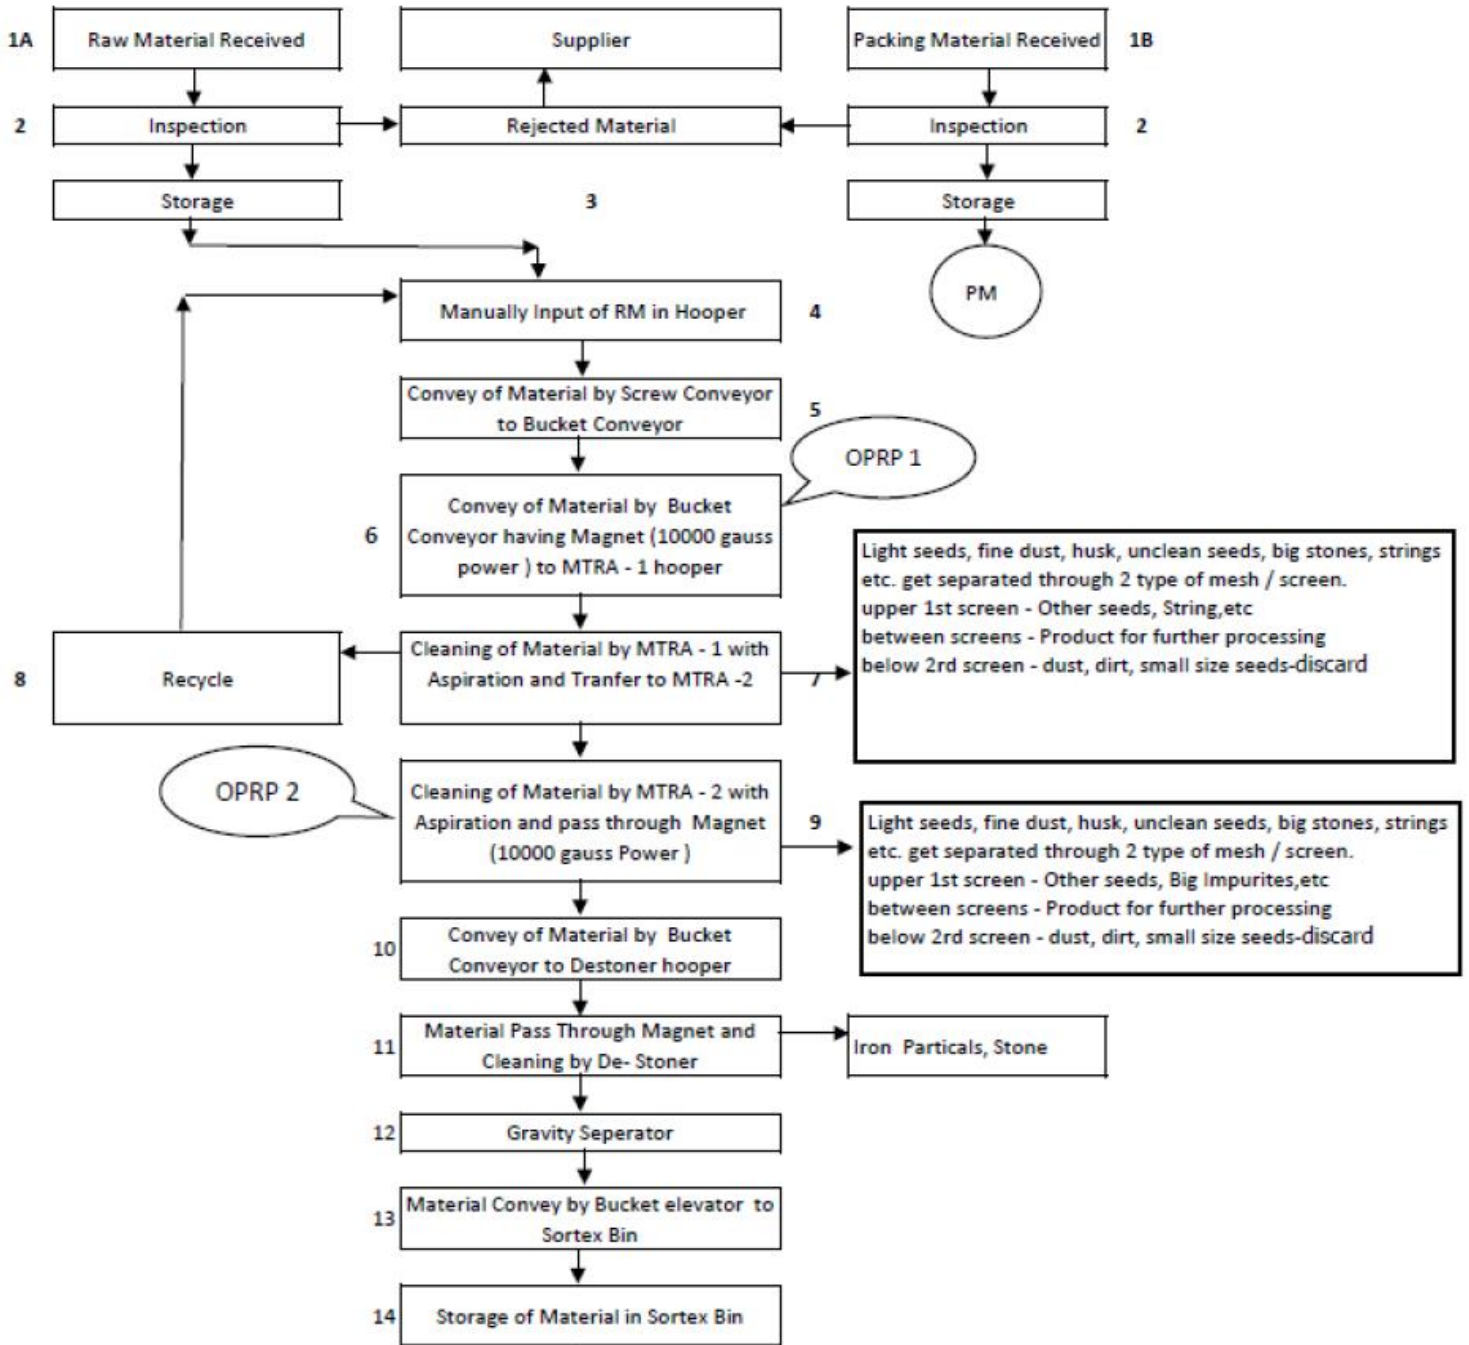 1A
Raw Material Received
Supplier
Packing Material Received
1B
2
Inspection
Rejected Material
Inspection
2
Storage
3
Storage
PM
Manually Input of RM in Hooper
4
Convey of Material by Screw Conveyor
to Bucket Conveyor
5
OPRP 1
6
Convey of Material by Bucket
Conveyor having Magnet (10000 gauss
power ) to MTRA - 1 hooper
Light seeds, fine dust, husk, unclean seeds, big stones, strings
etc. get separated through 2 type of mesh / screen.
upper 1st screen - Other seeds, String,etc
between screens - Product for further processing
below 2rd screen - dust, dirt, small size seeds-discard
8
Recycle
Cleaning of Material by MTRA - 1 with
Aspiration and Tranfer to MTRA -2
7
OPRP 2
Cleaning of Material by MTRA - 2 with
Aspiration and pass through Magnet
(10000 gauss Power )
9
Light seeds, fine dust, husk, unclean seeds, big stones, strings
etc. get separated through 2 type of mesh / screen.
upper 1st screen - Other seeds, Big Impurites,etc
between screens - Product for further processing
below 2rd screen - dust, dirt, small size seeds-discard
10
Convey of Material by Bucket
Conveyor to Destoner hooper
11
Material Pass Through Magnet and
Cleaning by De- Stoner
Iron Particals, Stone
12
Gravity Seperator
13
Material Convey by Bucket elevator to
Sortex Bin
14
Storage of Material in Sortex Bin